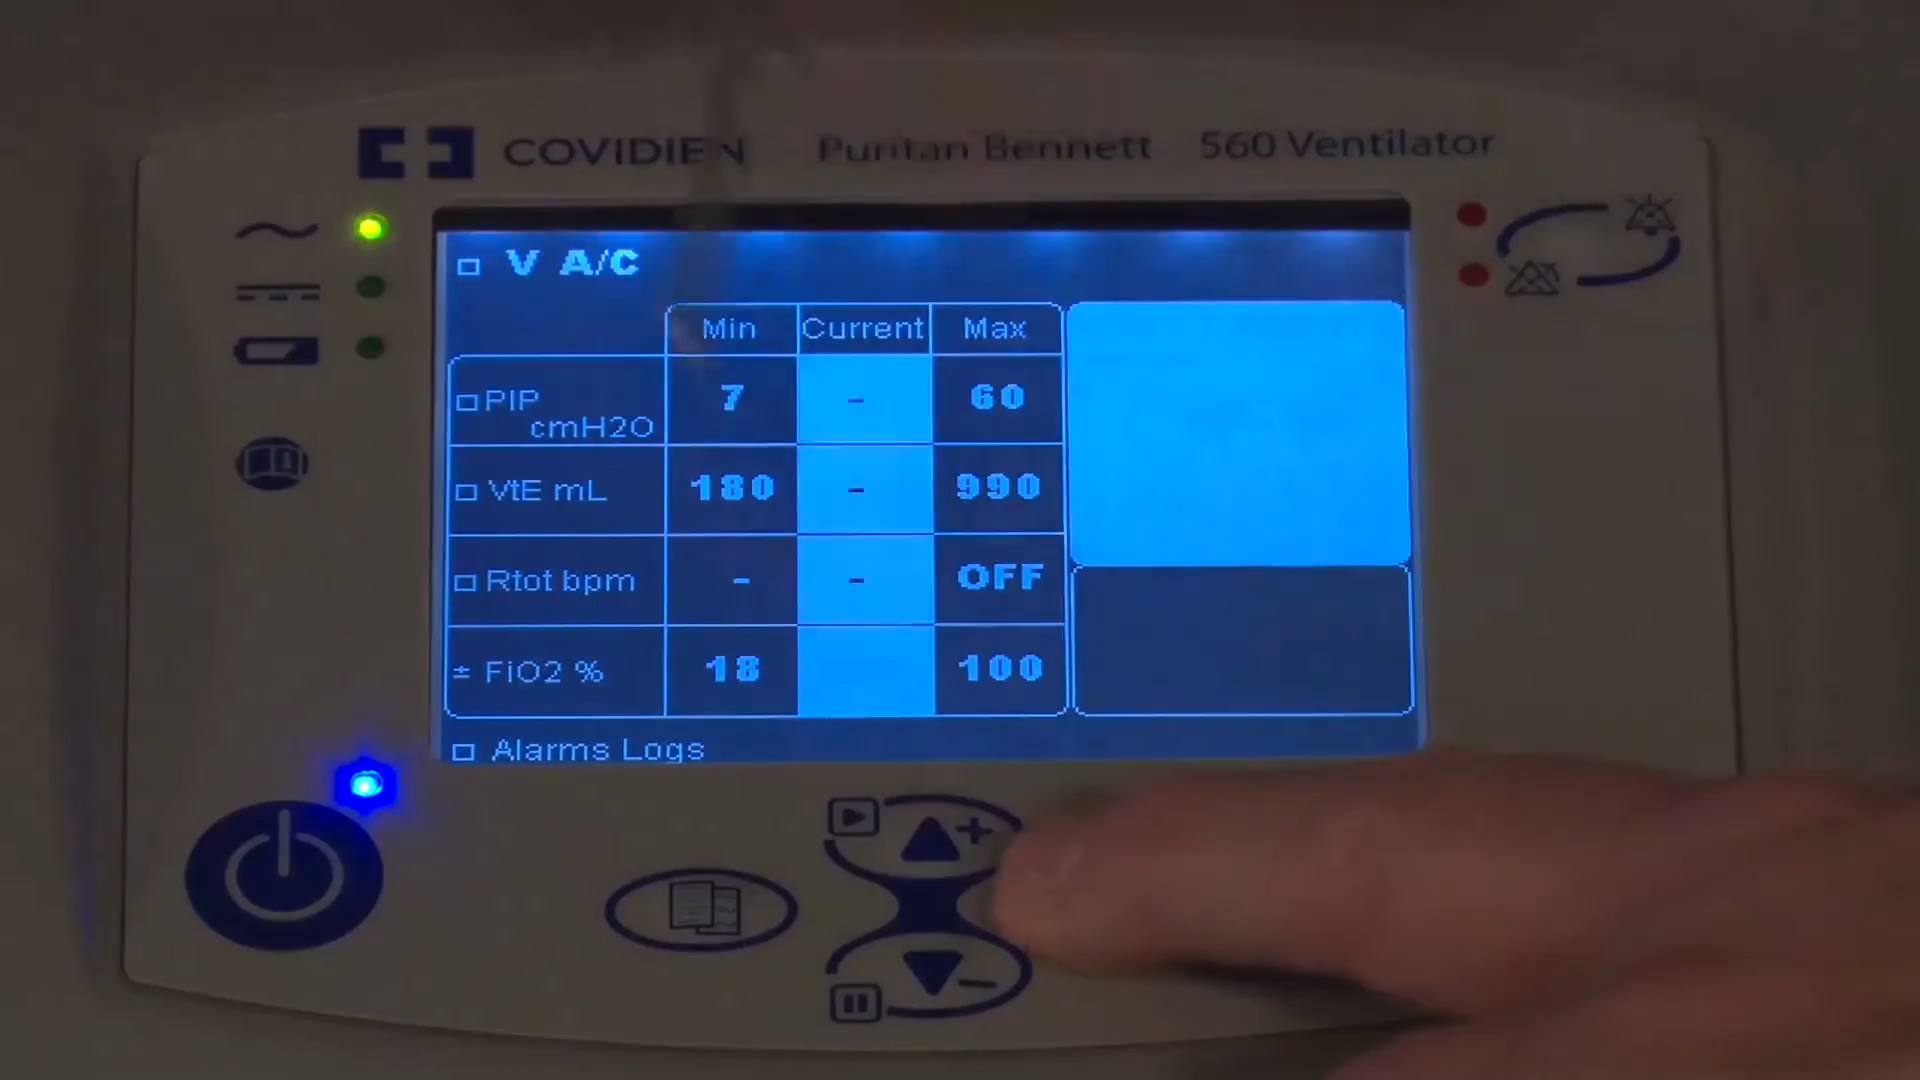 COVIDIEN Puritan Bennett 560 Ventilator
V A/C
Min Current Max
PIP cmH2O 7 - 60
VtE mL 180 - 990
Rtot bpm - - OFF
± FiO2 % 18 100
Alarms Logs